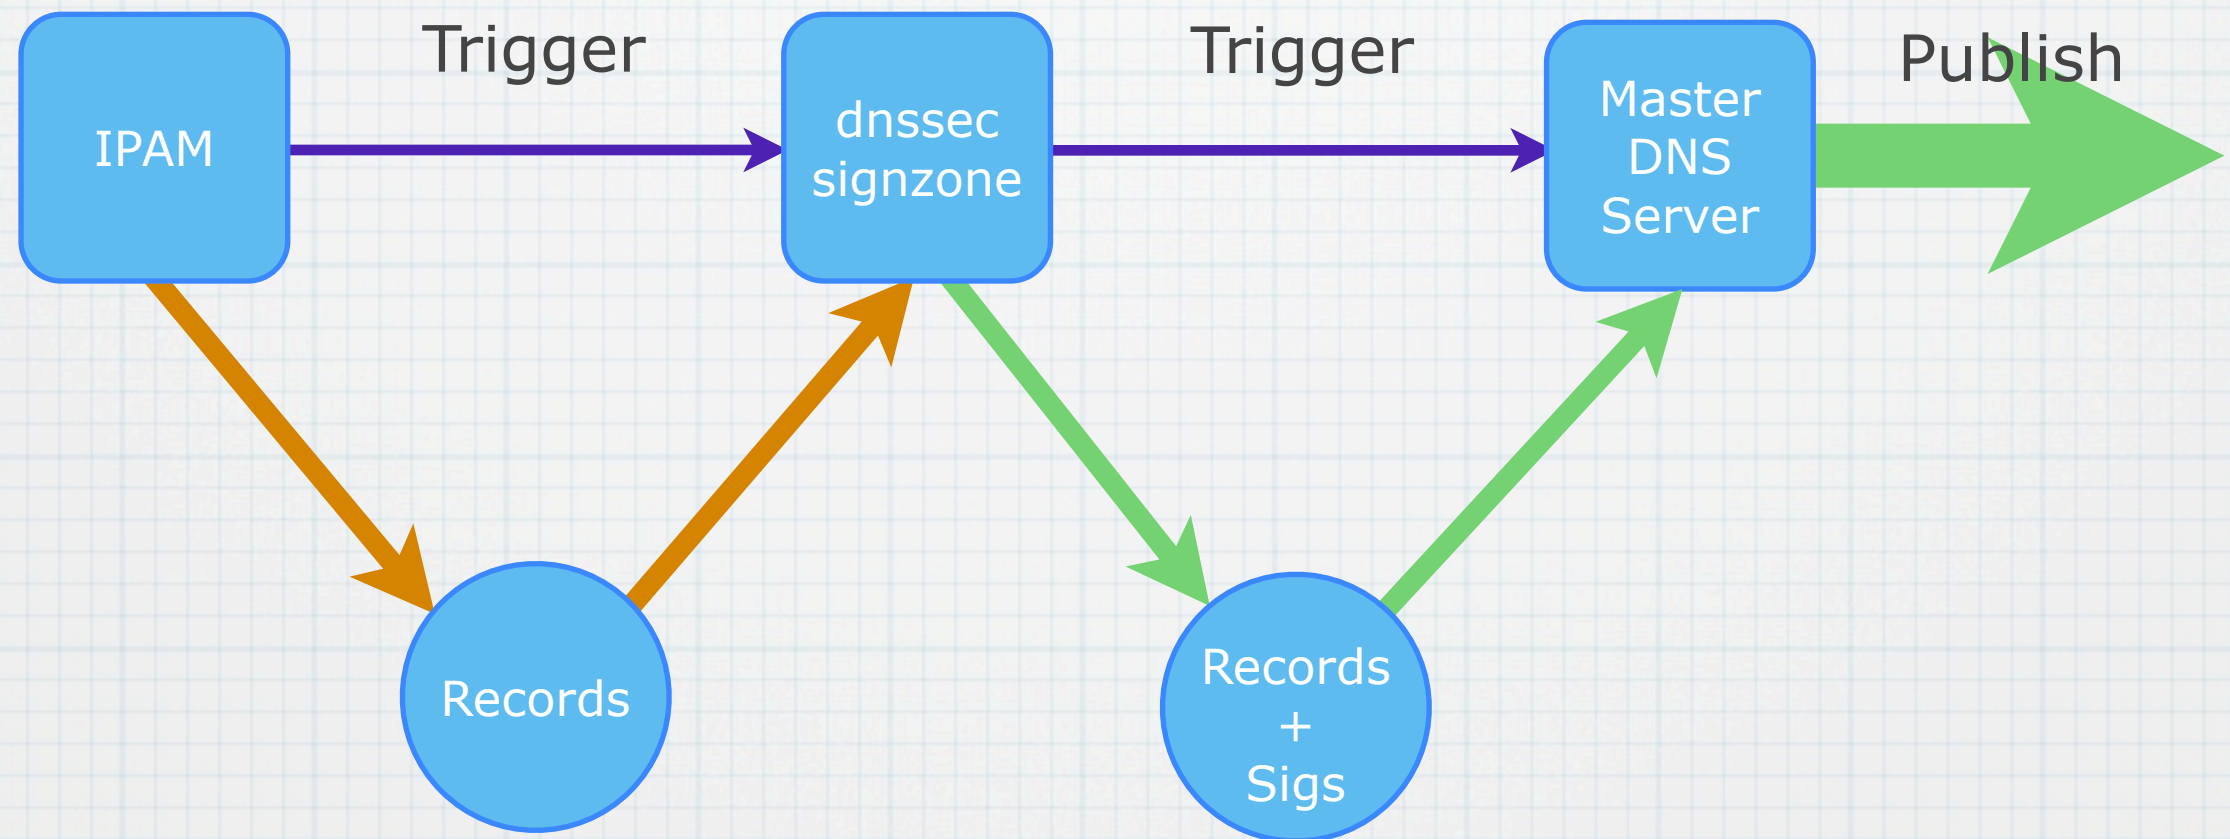 Trigger
Trigger
Publish
IPAM
dnssec
signzone
Master
DNS
Server
Records
Records
+
Sigs